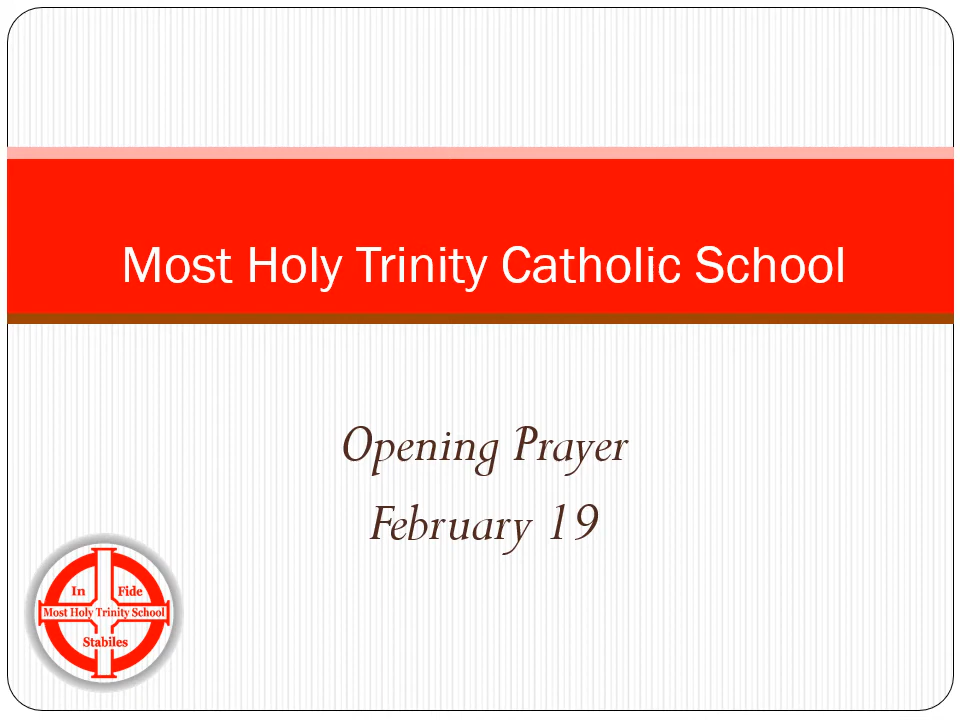 Most Holy Trinity Catholic School
Opening Prayer
February 19
In Fide
Most Holy Trinity School
Stabiles